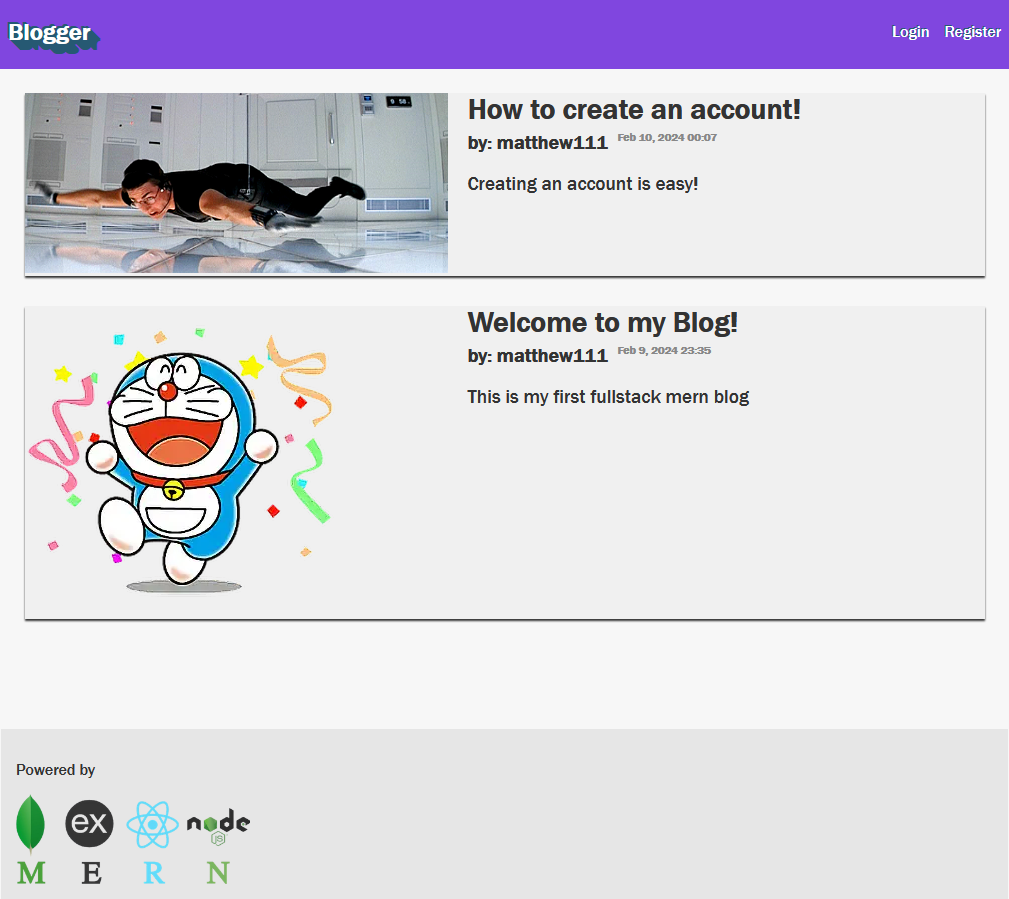 Blogger
Login Register
How to create an account!
by: matthew111 Feb 10, 2024 00:07
Creating an account is easy!
Welcome to my Blog!
by: matthew111 Feb 9, 2024 23:35
This is my first fullstack mern blog
Powered by
ex
node
JS
M E R N